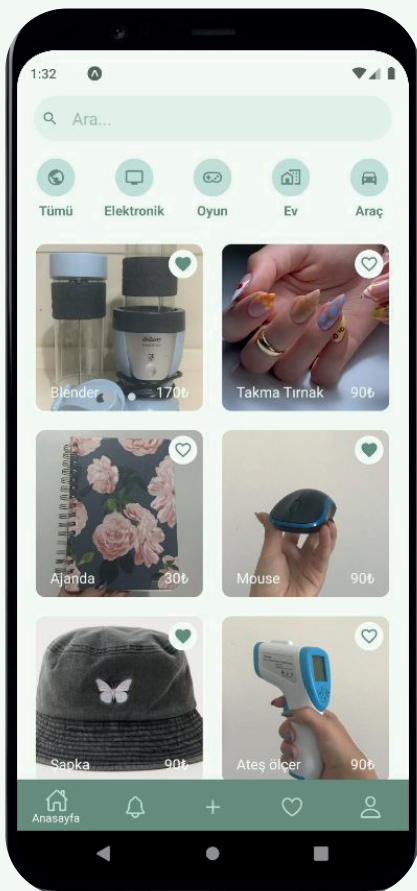 1:32
Ara...
Tümü Elektronik Oyun Ev Araç
Blender 170₺ Takma Tırnak 90₺
Ajanda 30₺ Mouse 90₺
Şapka 90₺ Ateş ölçer 90₺
Anasayfa